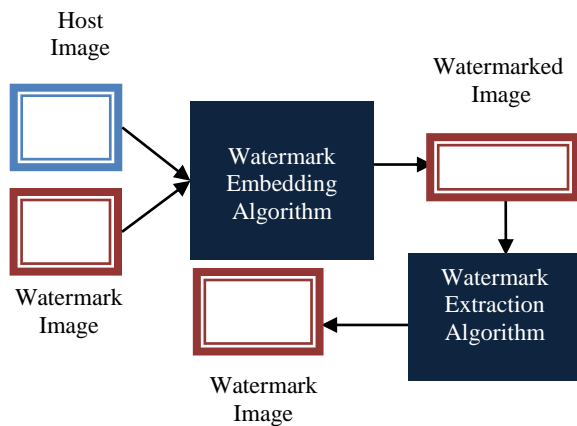 Host
Image
Watermark
Image
Watermark
Embedding
Algorithm
Watermarked
Image
Watermark
Extraction
Algorithm
Watermark
Image